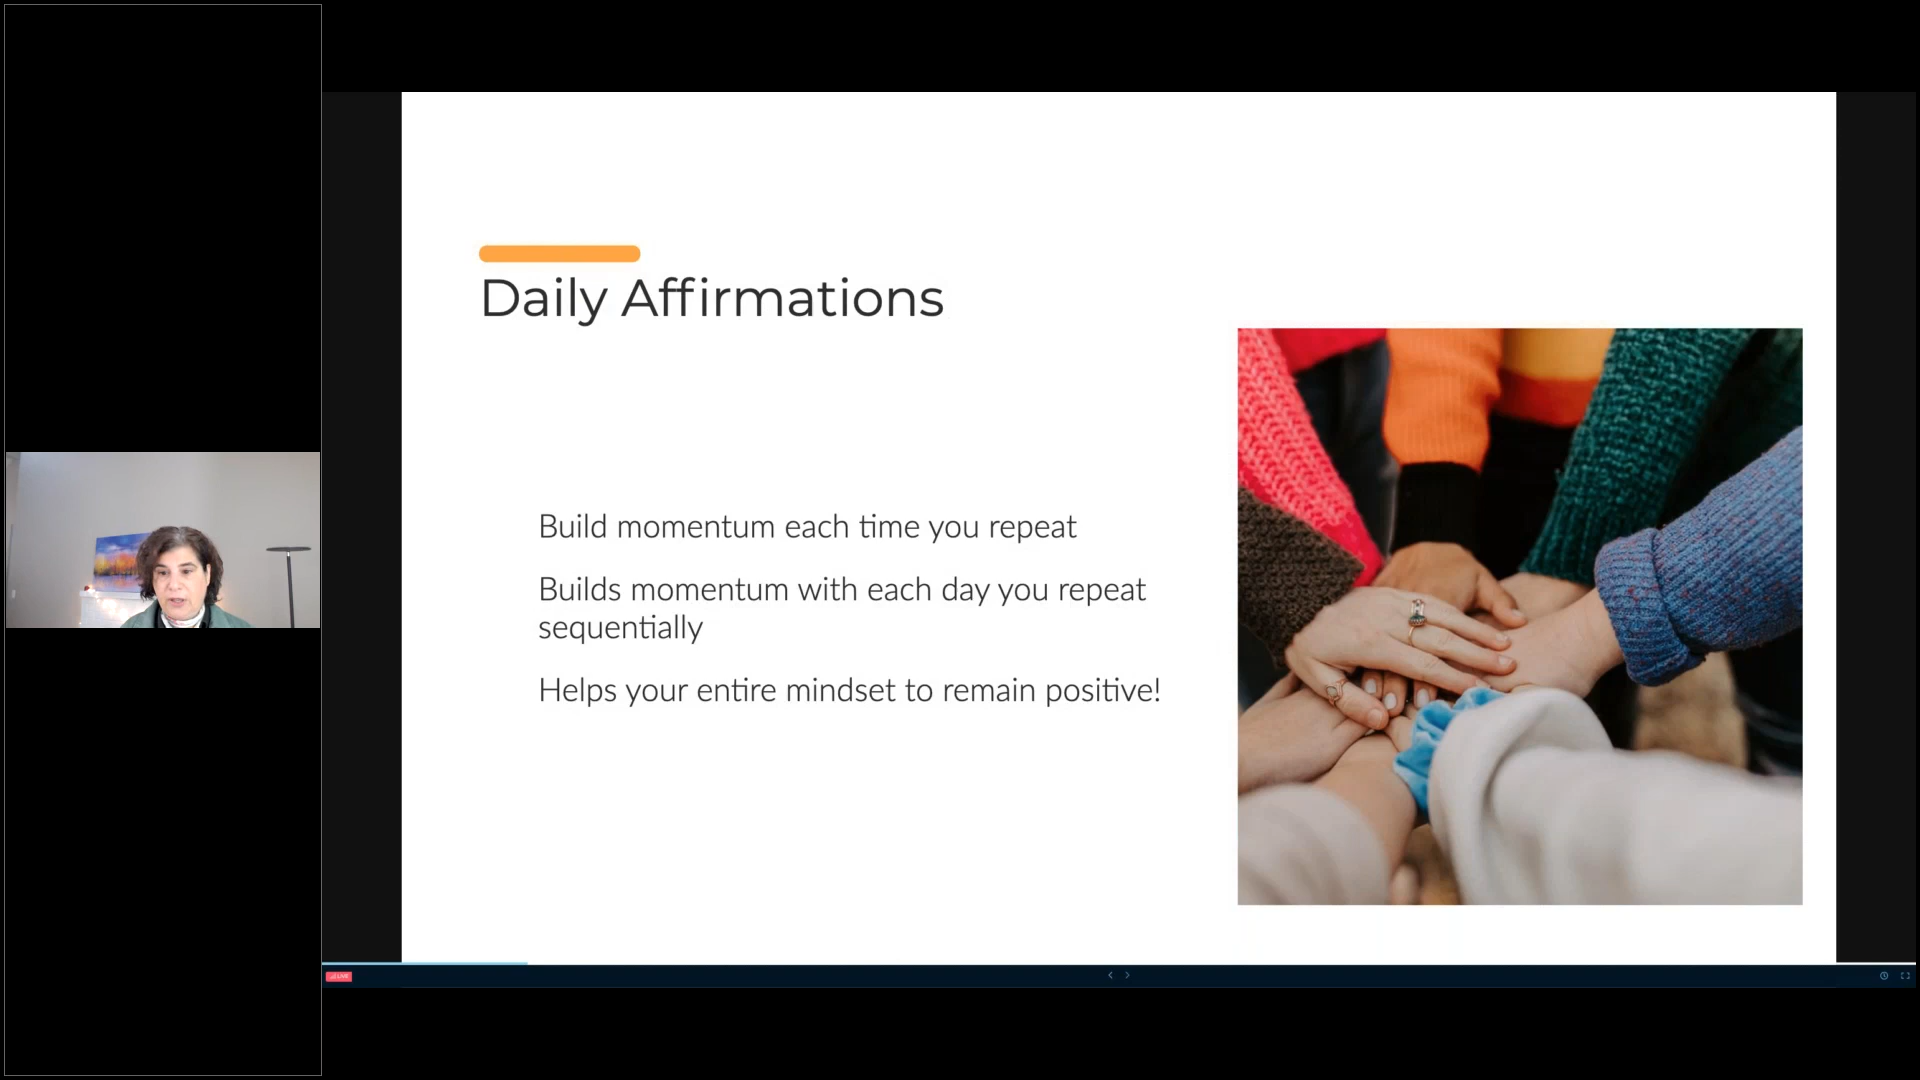 Daily Affirmations
Build momentum each time you repeat
Builds momentum with each day you repeat
sequentially
Helps your entire mindset to remain positive!
LIVE